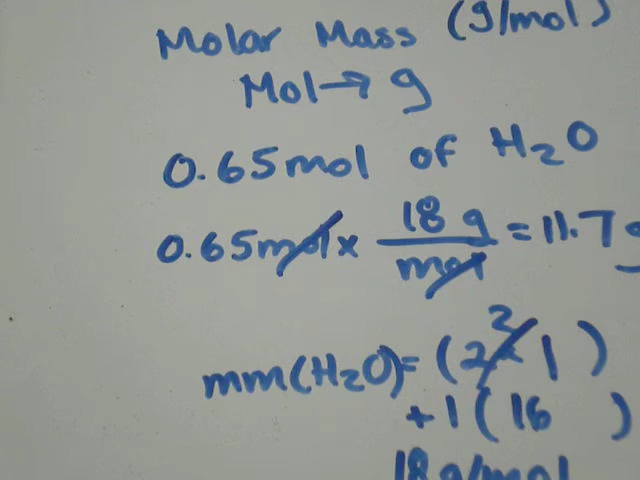 Molar Mass (g/mol)
Mol → g
0.65 mol of H₂O
0.65 mol x 18 g / mol = 11.7 g
mm(H₂O) = (2 1)
+ 1 (16 )
18 g/mol